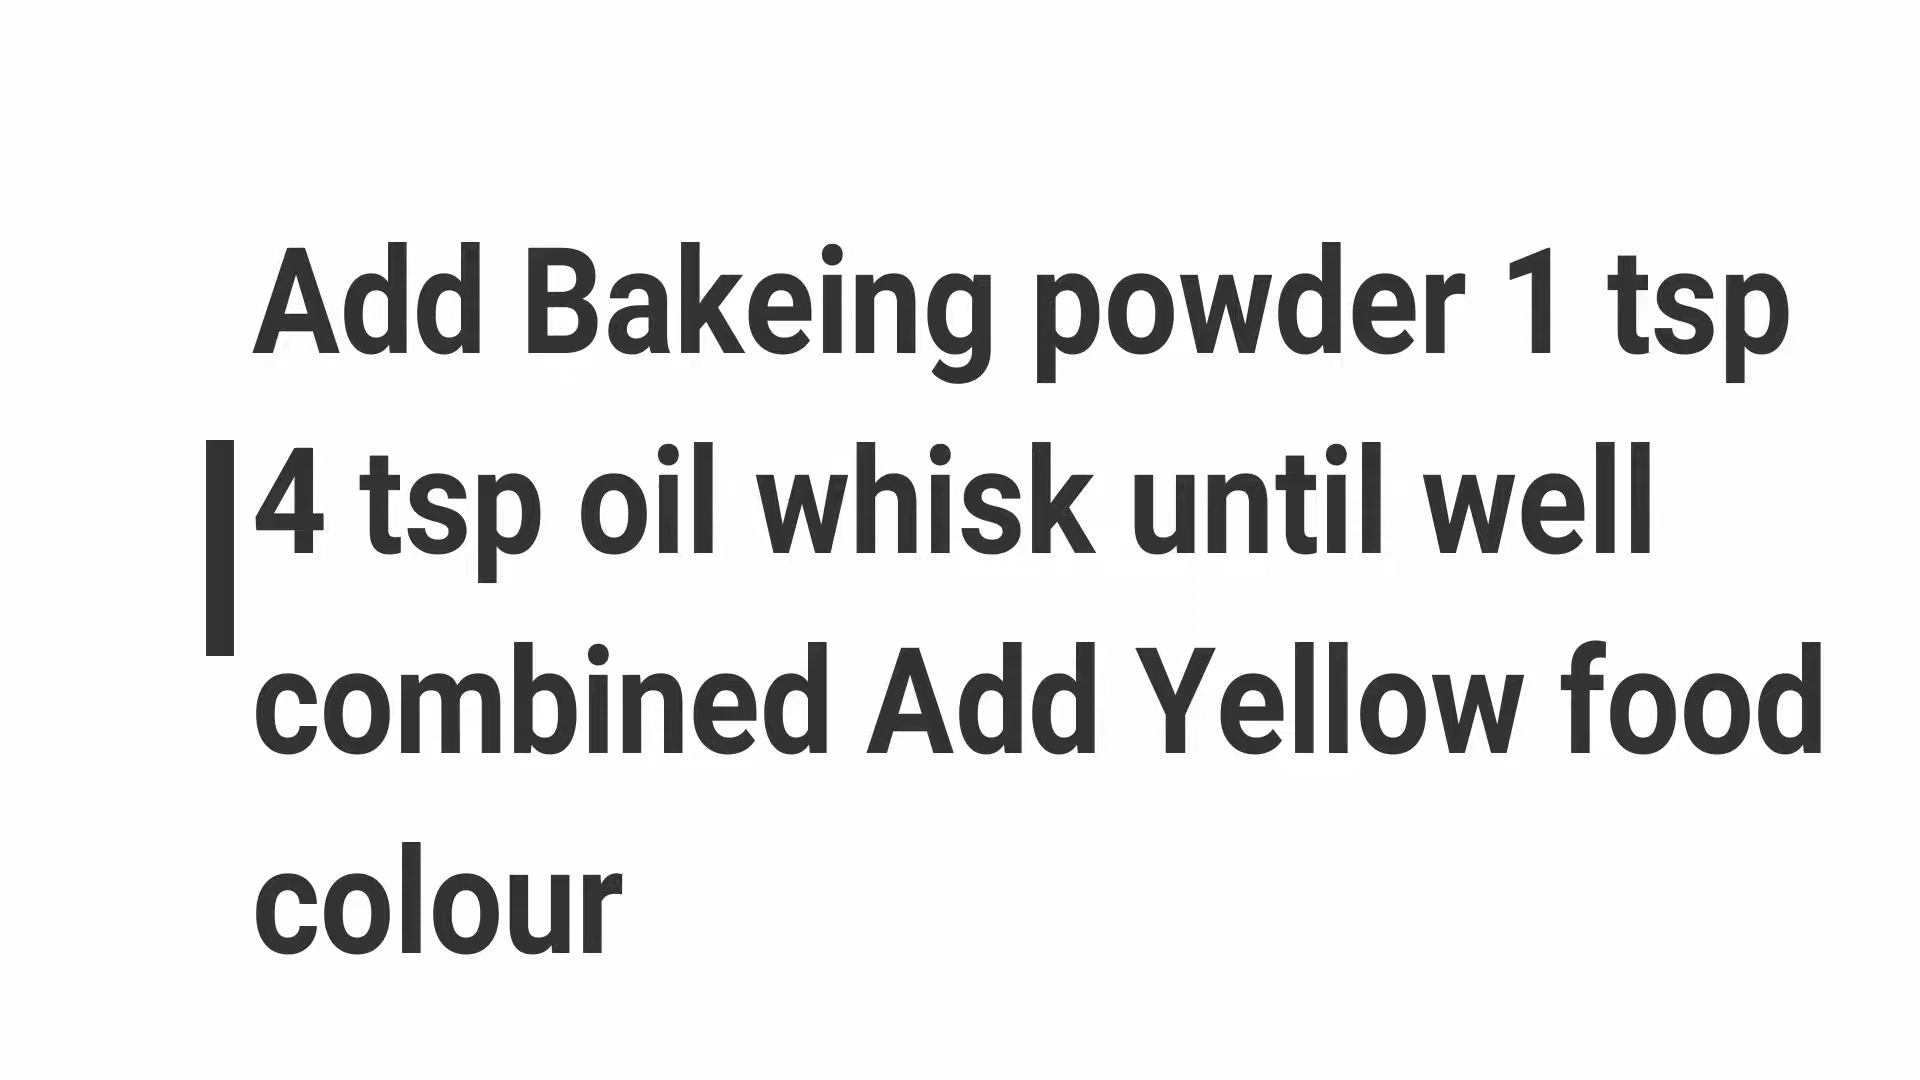 Add Bakeing powder 1 tsp
4 tsp oil whisk until well
combined Add Yellow food
colour